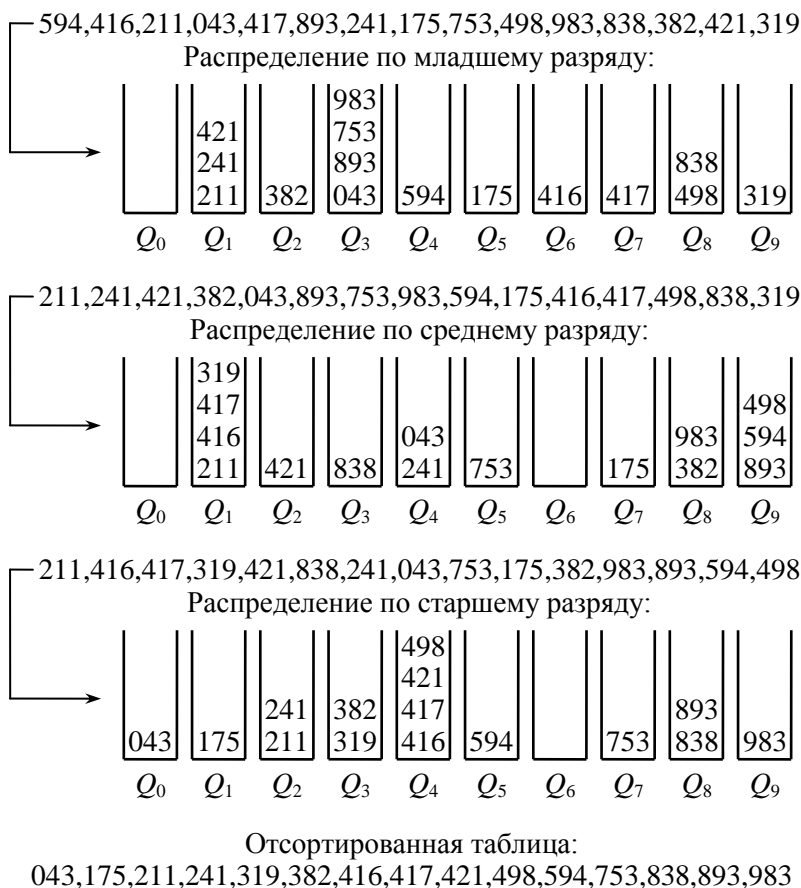 594,416,211,043,417,893,241,175,753,498,983,838,382,421,319
Распределение по младшему разряду:
983
421 753
241 893 838
211 382 043 594 175 416 417 498 319
Q0 Q1 Q2 Q3 Q4 Q5 Q6 Q7 Q8 Q9
211,241,421,382,043,893,753,983,594,175,416,417,498,838,319
Распределение по среднему разряду:
319
417 498
416 043 983 594
211 421 838 241 753 175 382 893
Q0 Q1 Q2 Q3 Q4 Q5 Q6 Q7 Q8 Q9
211,416,417,319,421,838,241,043,753,175,382,983,893,594,498
Распределение по старшему разряду:
498
421
241 382 417 893
043 175 211 319 416 594 753 838 983
Q0 Q1 Q2 Q3 Q4 Q5 Q6 Q7 Q8 Q9
Отсортированная таблица:
043,175,211,241,319,382,416,417,421,498,594,753,838,893,983